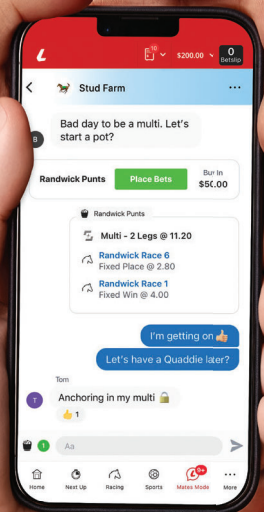 10
$200.00
0
Betslip
Stud Farm
Bad day to be a multi. Let's
start a pot?
B
Randwick Punts
Place Bets
Buy In
$50.00
Randwick Punts
Multi - 2 Legs @ 11.20
Randwick Race 6
Fixed Place @ 2.80
Randwick Race 1
Fixed Win @ 4.00
I'm getting on
Let's have a Quaddie later?
Tom
T
Anchoring in my multi
1
1
Aa
9+
Home
Next Up
Racing
Sports
Mates Mode
More